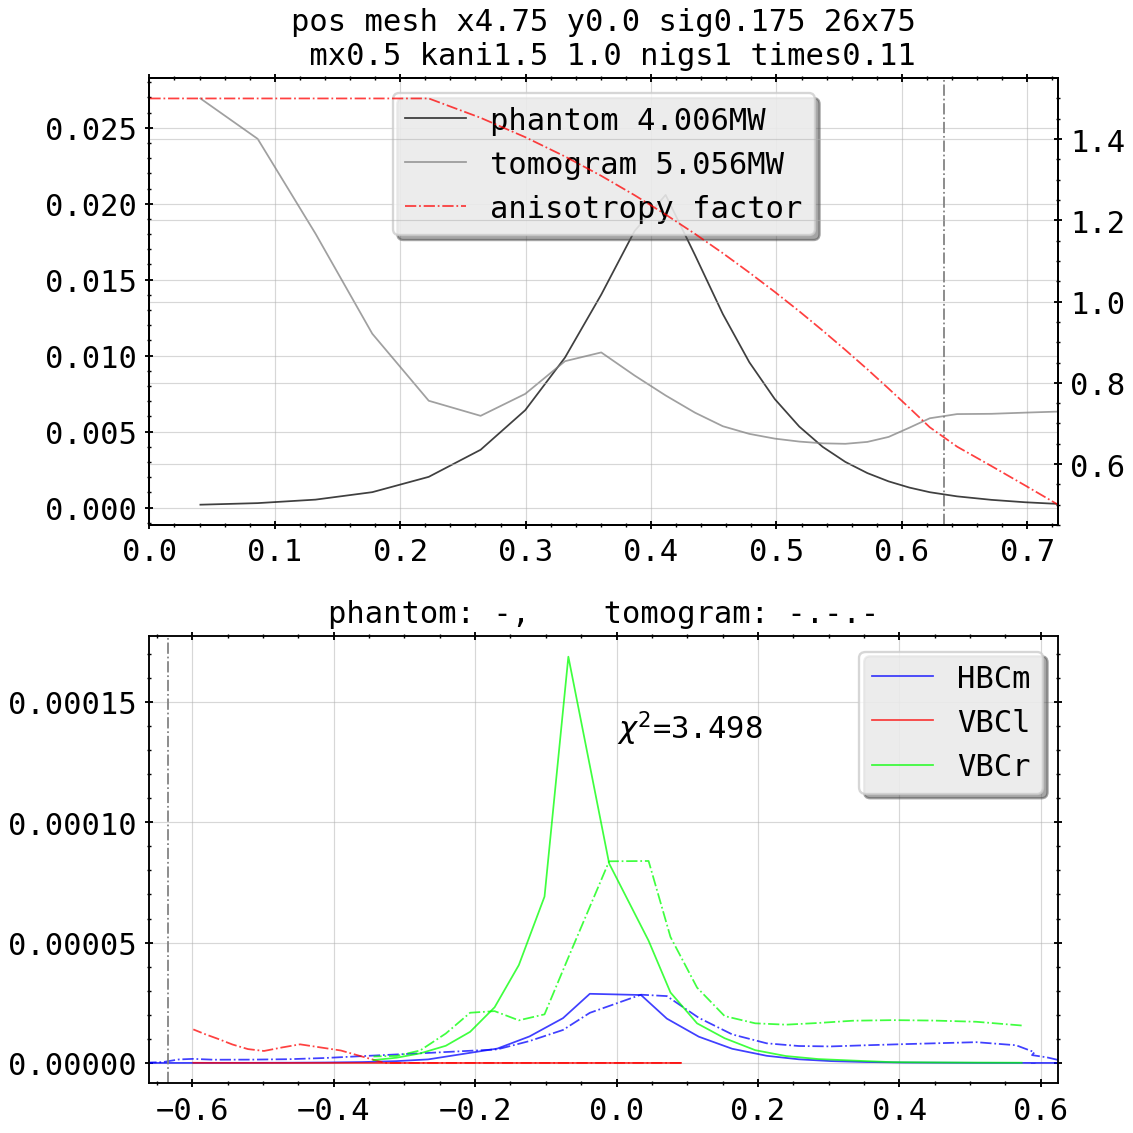 pos mesh x4.75 y0.0 sig0.175 26x75
mx0.5 kani1.5 1.0 nigs1 times0.11
phantom 4.006MW
tomogram 5.056MW
anisotropy factor
0.025
0.020
0.015
0.010
0.005
0.000
1.4
1.2
1.0
0.8
0.6
0.0 0.1 0.2 0.3 0.4 0.5 0.6 0.7
phantom: -, tomogram: -.-.-
HBCm
VBCl
VBCr
χ²=3.498
0.00015
0.00010
0.00005
0.00000
−0.6 −0.4 −0.2 0.0 0.2 0.4 0.6